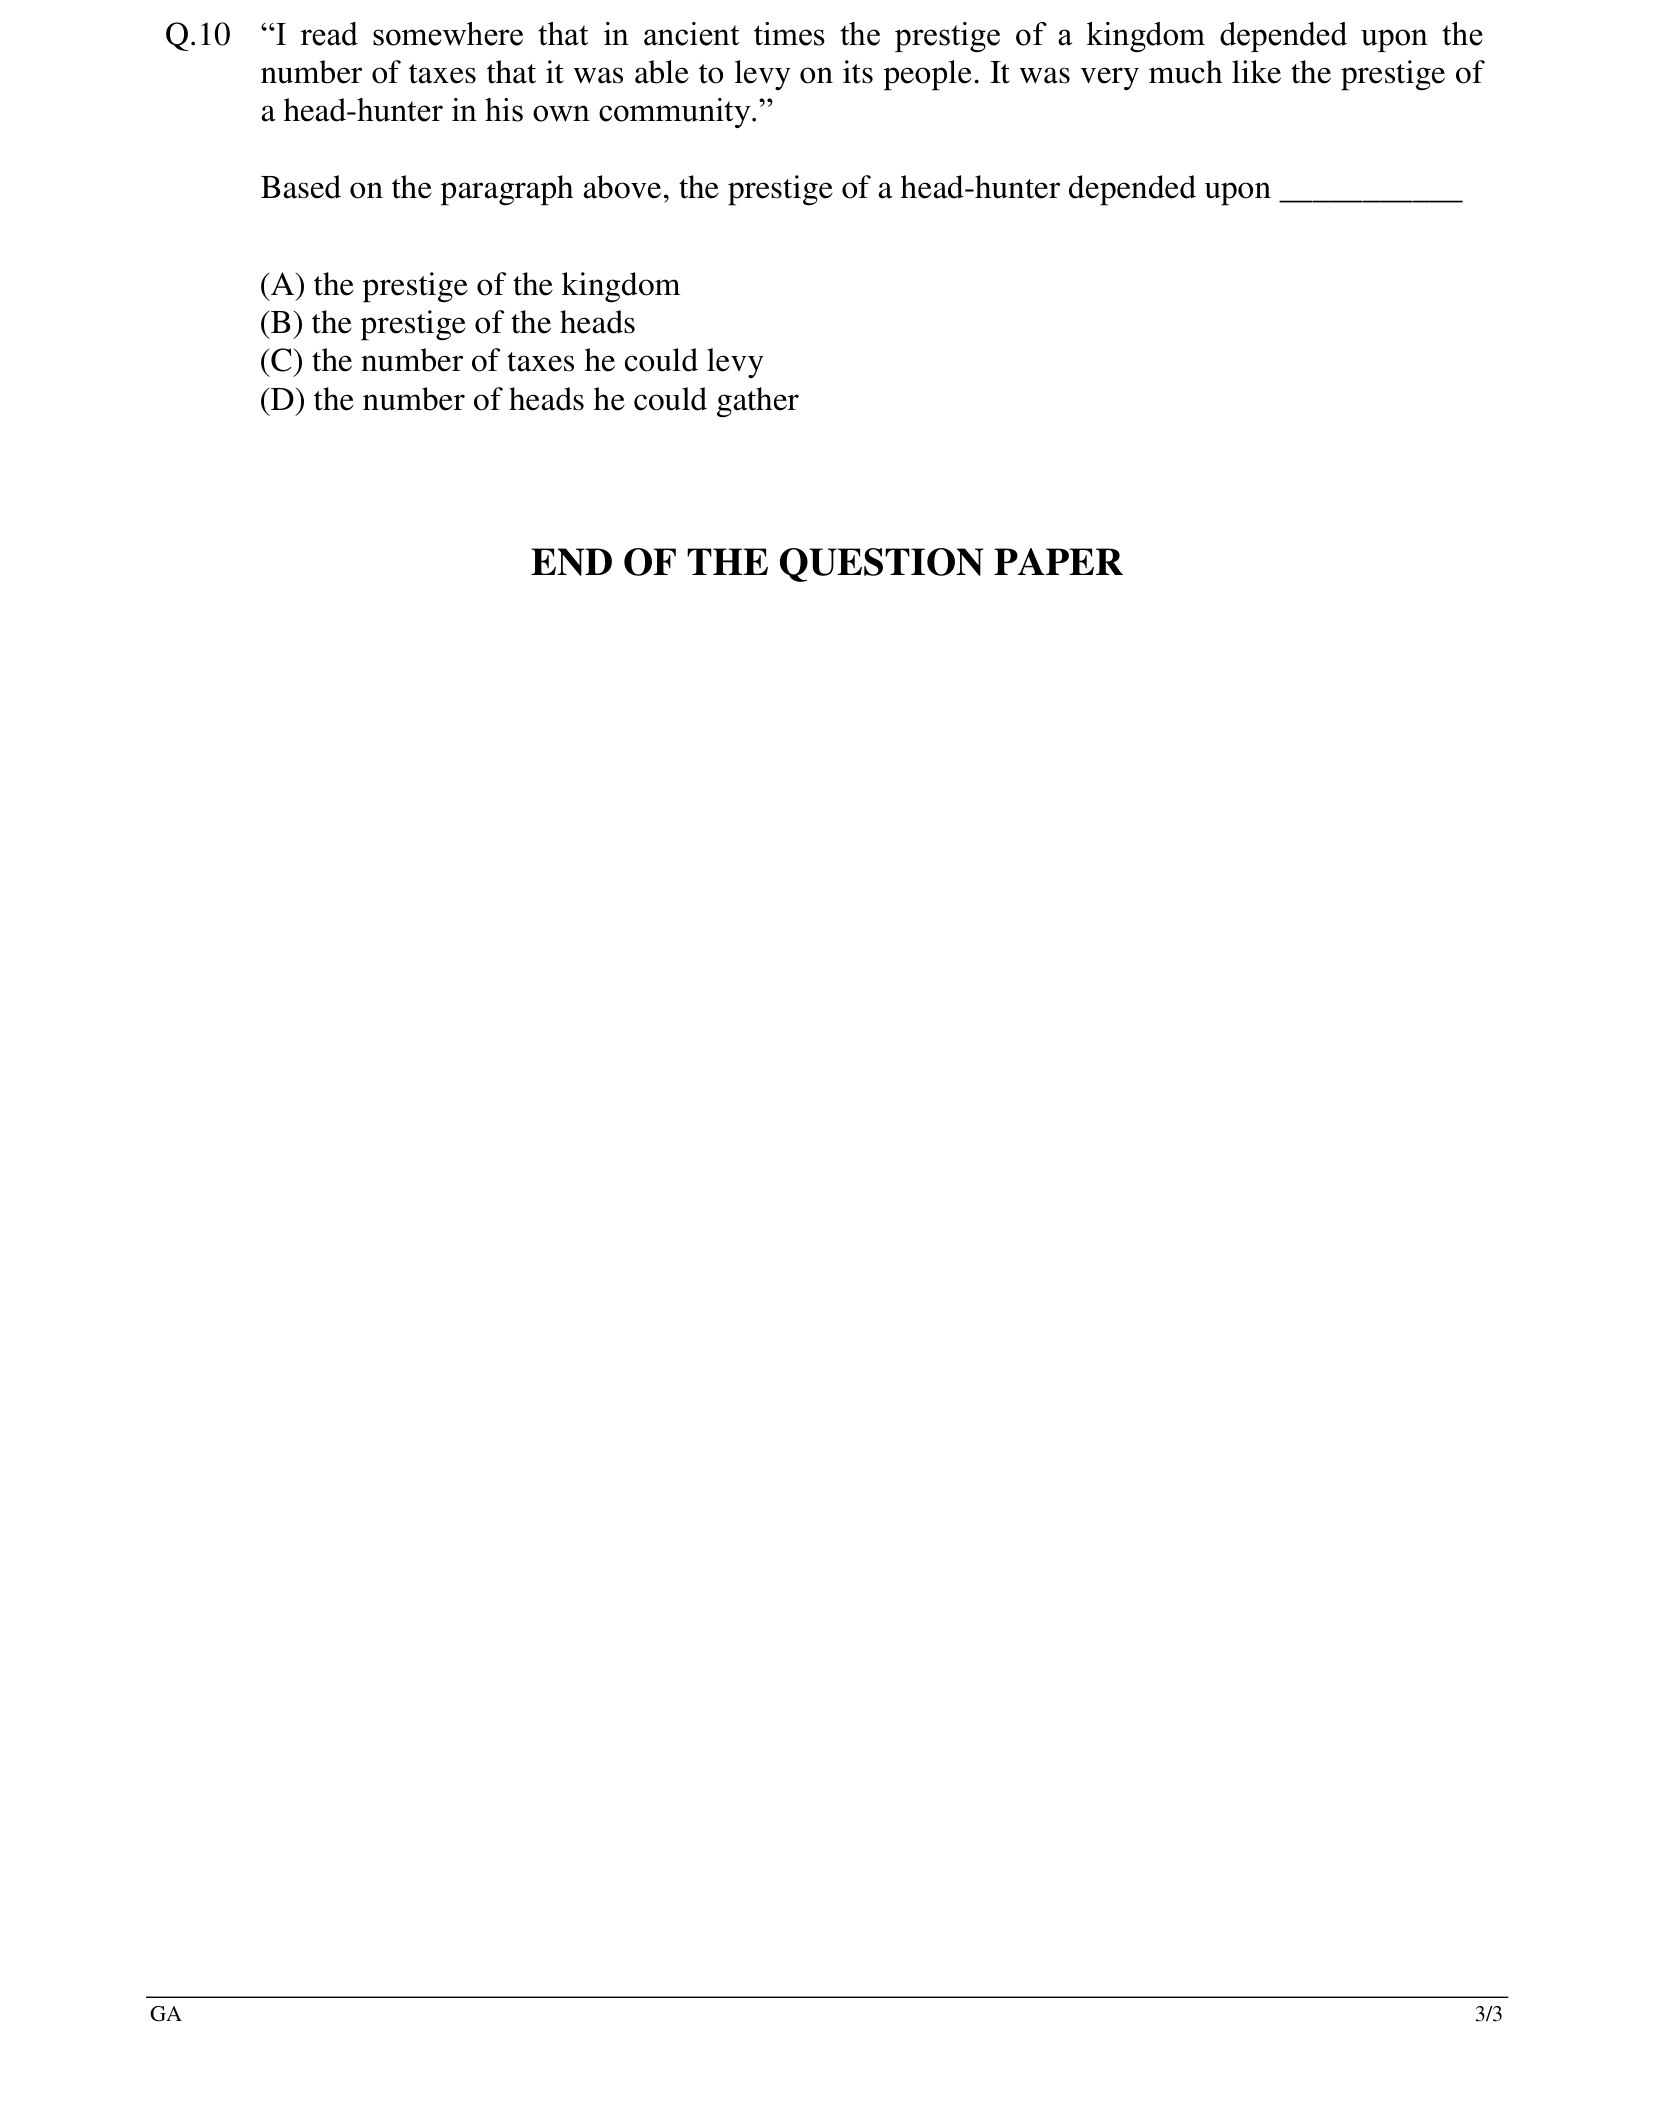 Q.10 “I read somewhere that in ancient times the prestige of a kingdom depended upon the
number of taxes that it was able to levy on its people. It was very much like the prestige of
a head-hunter in his own community.”
Based on the paragraph above, the prestige of a head-hunter depended upon ___________
(A) the prestige of the kingdom
(B) the prestige of the heads
(C) the number of taxes he could levy
(D) the number of heads he could gather
END OF THE QUESTION PAPER
GA 3/3